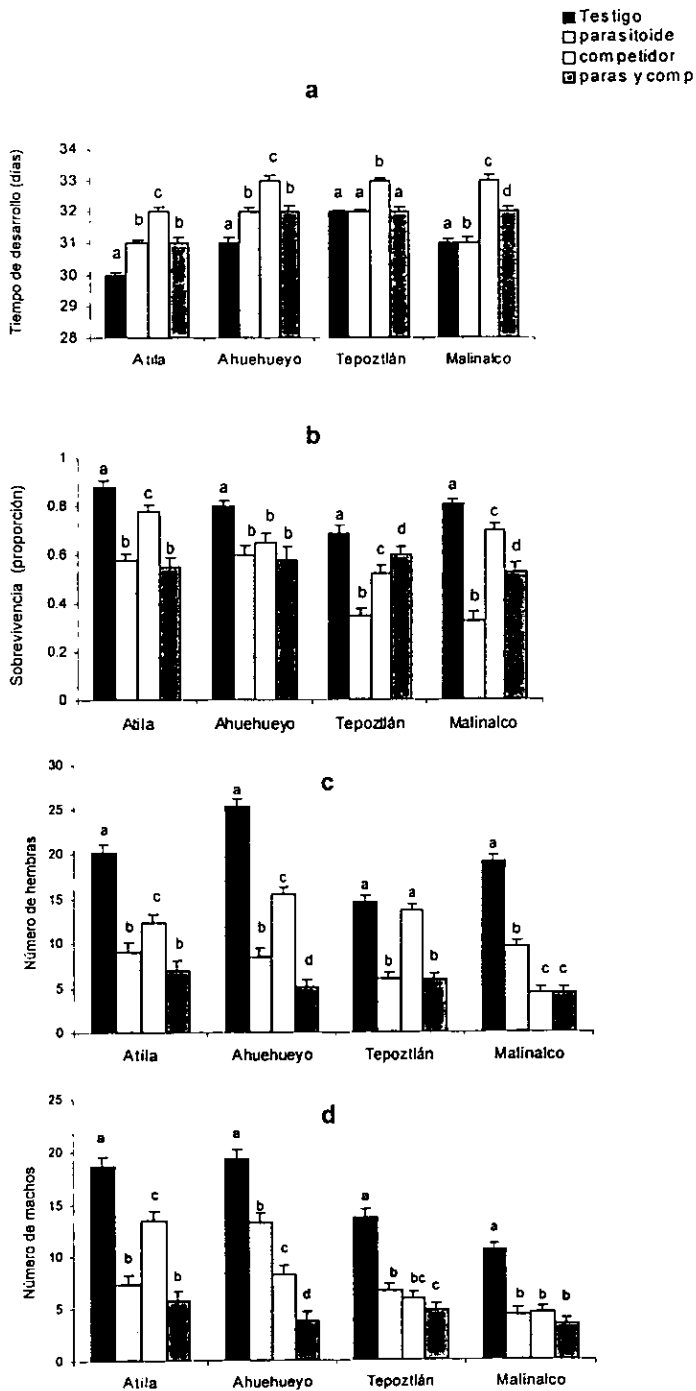 Testigo
parasitoide
competidor
paras y comp
a
Tiempo de desarrollo (días)
34
33
32
31
30
29
28
a b c b
a b c b
a a b a
a b c d
Atila Ahuehueyo Tepoztlán Malinalco
b
Sobrevivencia (proporción)
1
0.8
0.6
0.4
0.2
0
a b c b
a b b b
a b c d
a b c d
Atila Ahuehueyo Tepoztlán Malinalco
c
Número de hembras
30
25
20
15
10
5
0
a b c b
a b c d
a b a b
a b c c
Atila Ahuehueyo Tepoztlán Malinalco
d
Número de machos
25
20
15
10
5
0
a b c b
a b c d
a b bc c
a b b b
Atila Ahuehueyo Tepoztlán Malinalco